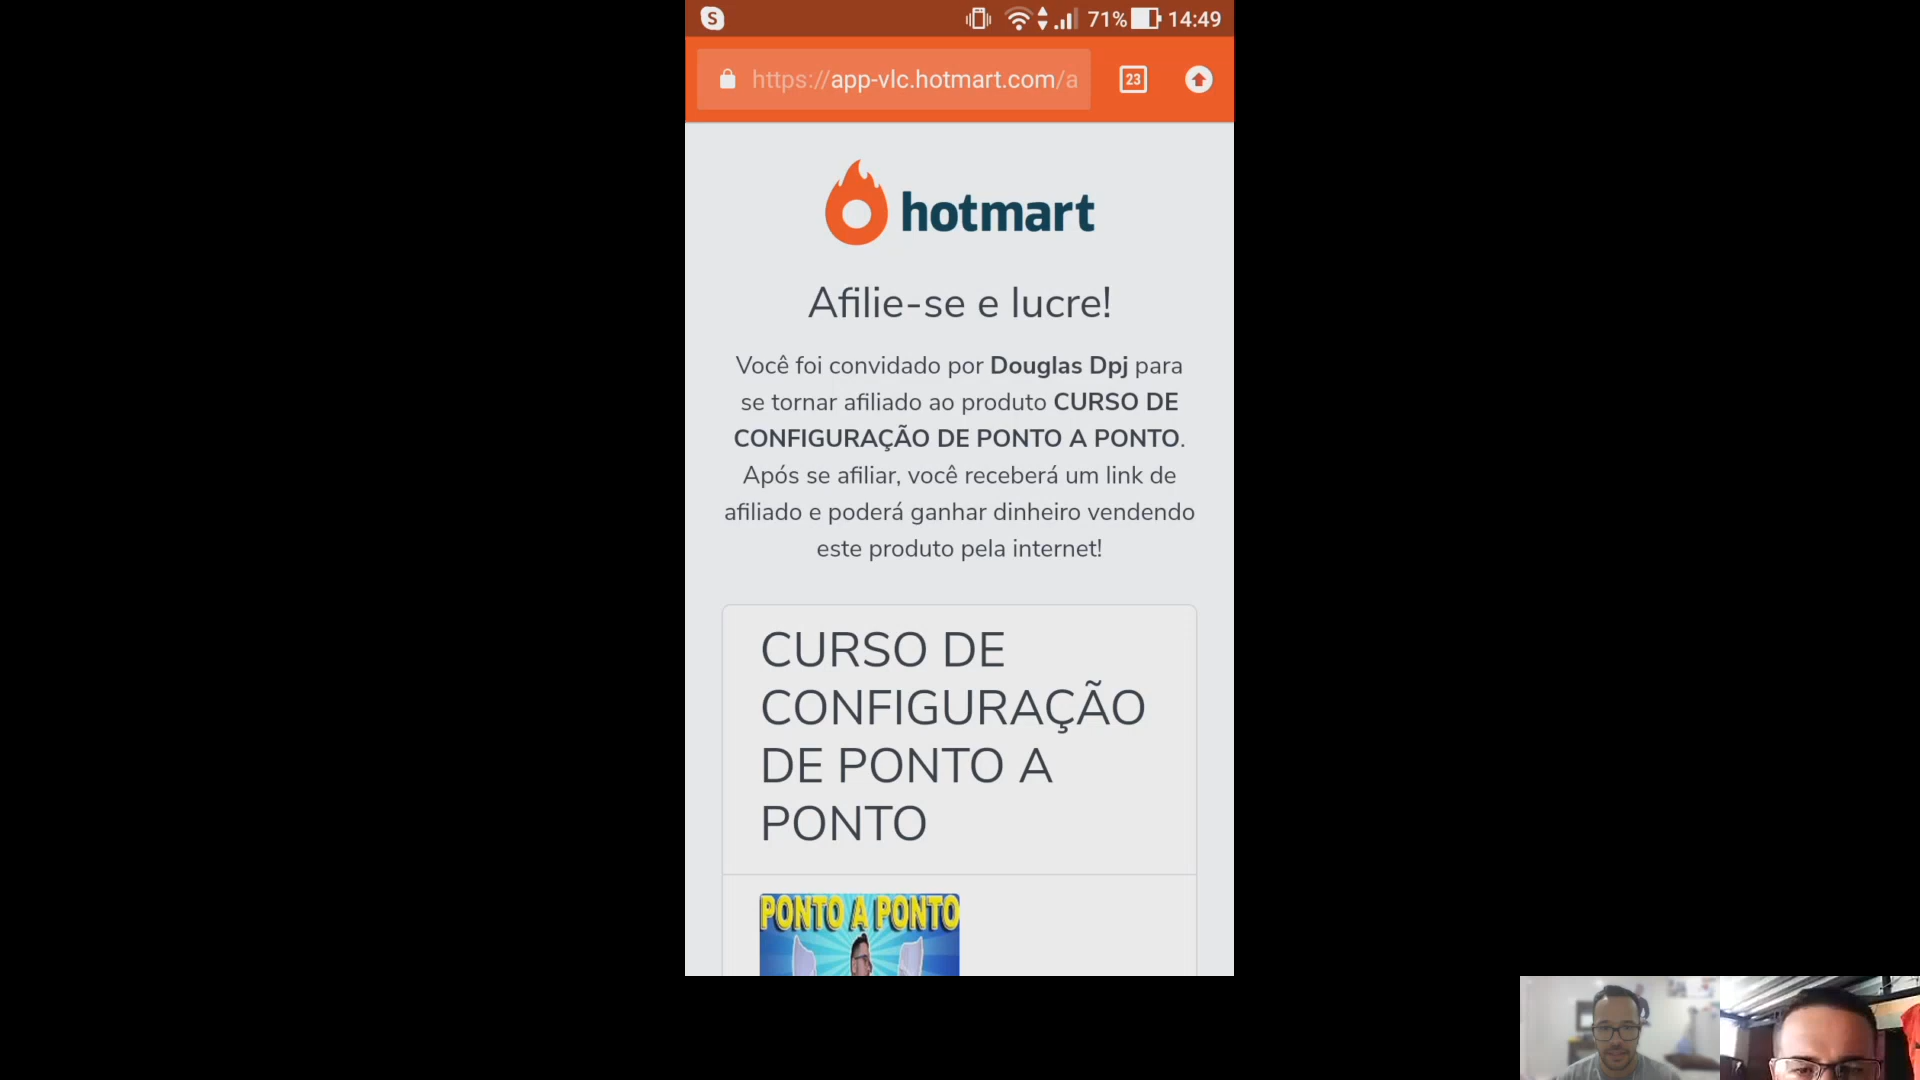 S
71%
14:49
https://app-vlc.hotmart.com/a
23
hotmart
Afilie-se e lucre!
Você foi convidado por Douglas Dpj para
se tornar afiliado ao produto CURSO DE
CONFIGURAÇÃO DE PONTO A PONTO.
Após se afiliar, você receberá um link de
afiliado e poderá ganhar dinheiro vendendo
este produto pela internet!
CURSO DE
CONFIGURAÇÃO
DE PONTO A
PONTO
PONTO A PONTO